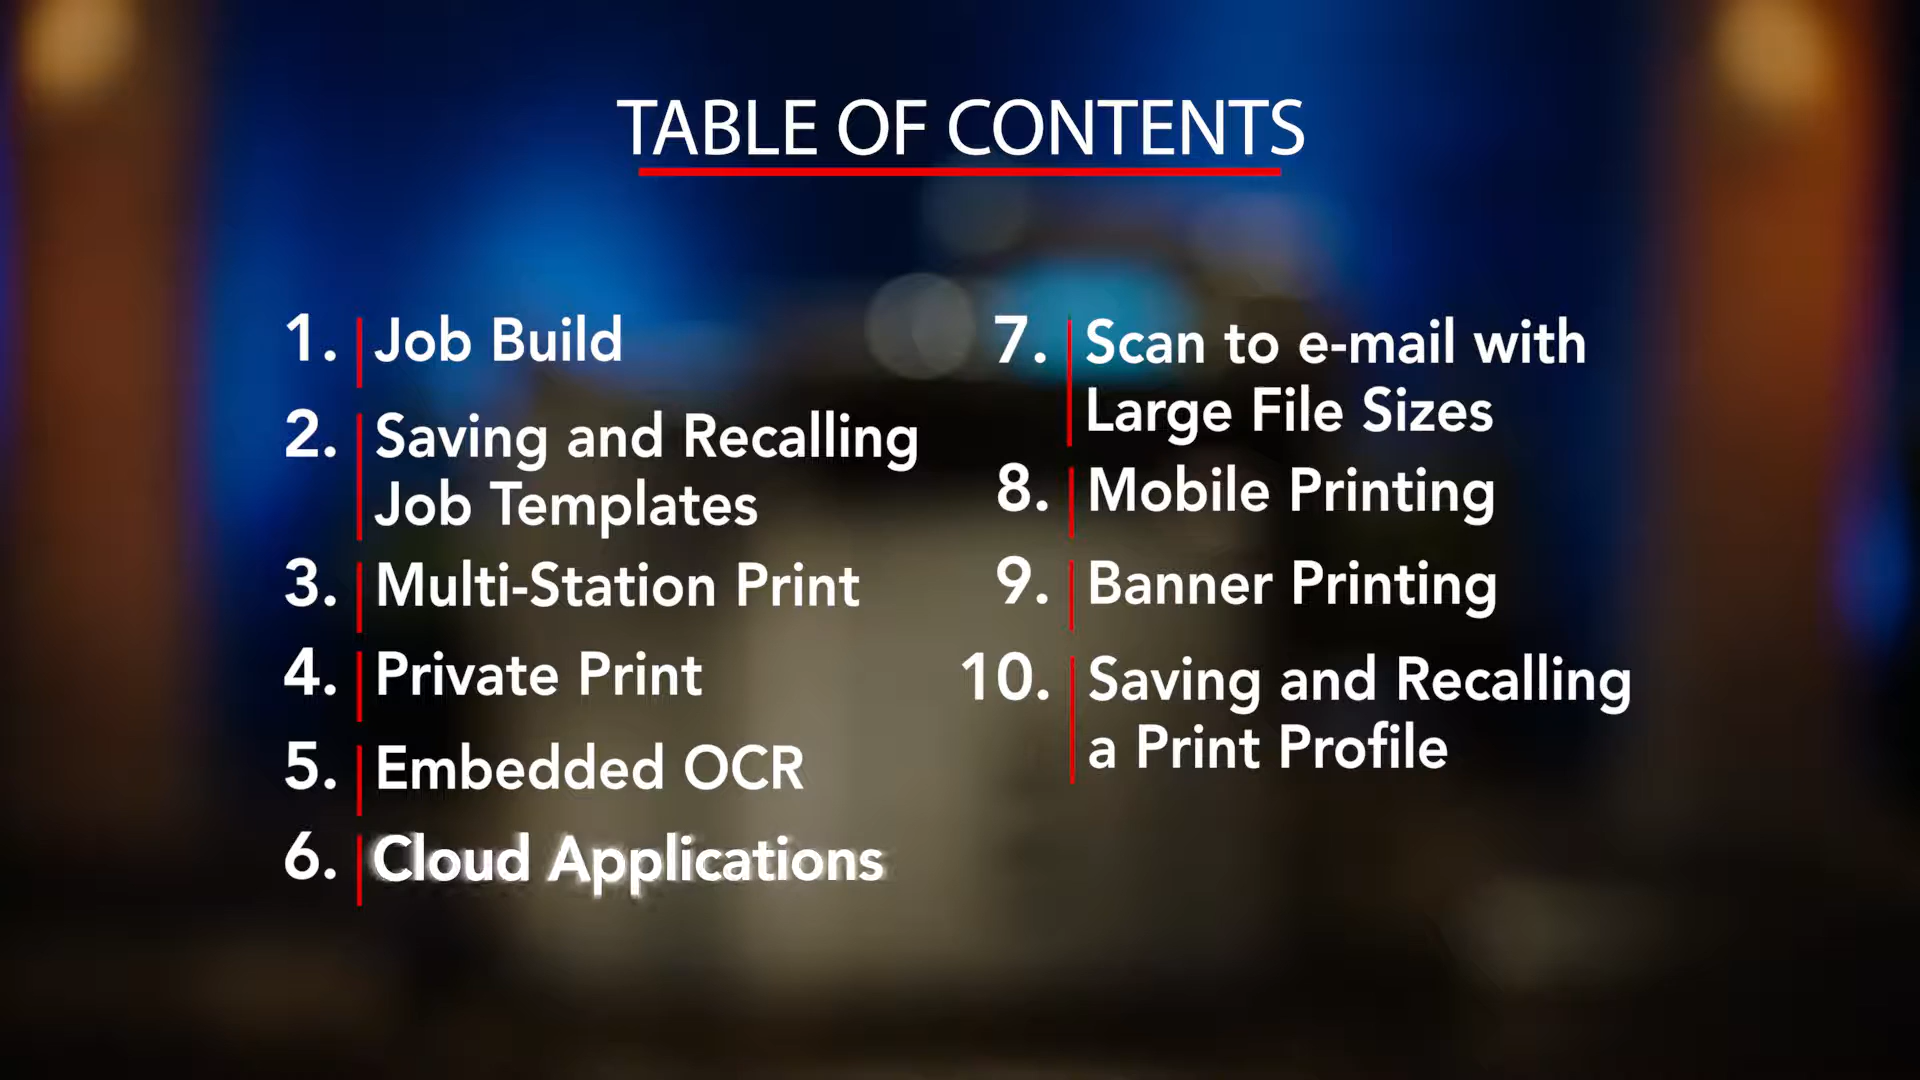 TABLE OF CONTENTS
1. Job Build
2. Saving and Recalling
Job Templates
3. Multi-Station Print
4. Private Print
5. Embedded OCR
6. Cloud Applications
7. Scan to e-mail with
Large File Sizes
8. Mobile Printing
9. Banner Printing
10. Saving and Recalling
a Print Profile